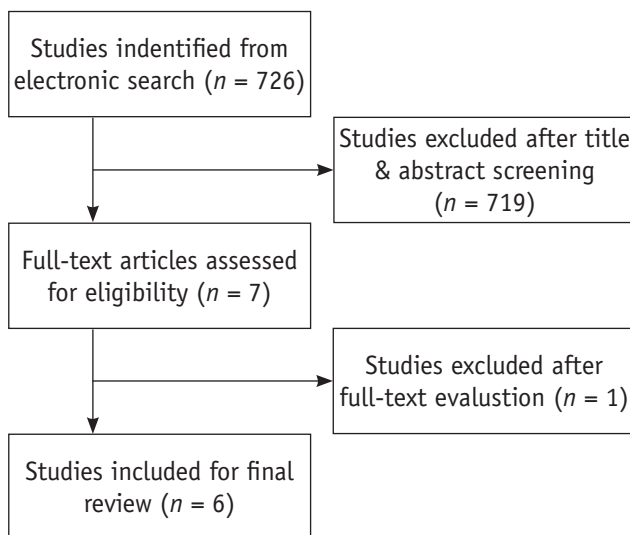 Studies indentified from
electronic search (n = 726)
Studies excluded after title
& abstract screening
(n = 719)
Full-text articles assessed
for eligibility (n = 7)
Studies excluded after
full-text evalustion (n = 1)
Studies included for final
review (n = 6)